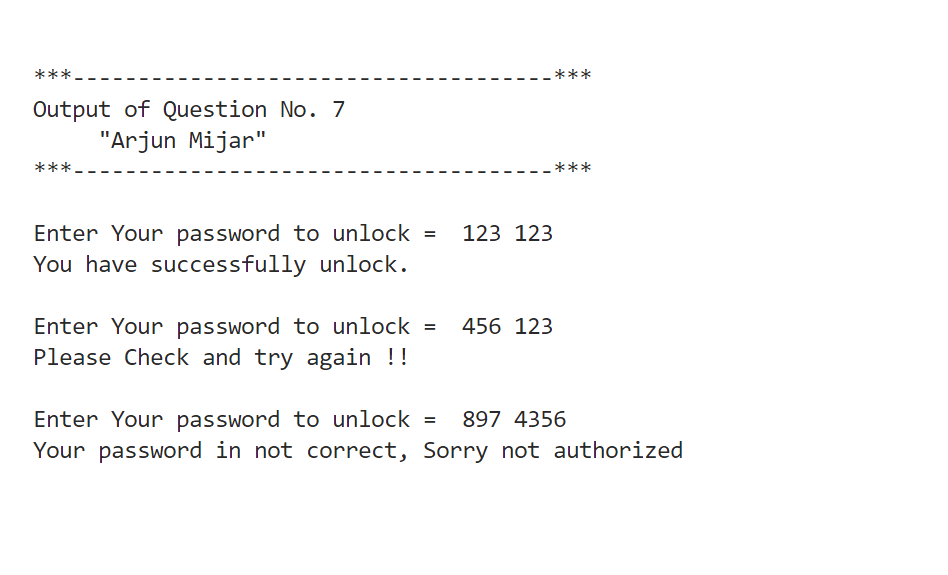 ***-------------------------------------***
Output of Question No. 7
"Arjun Mijar"
***-------------------------------------***
Enter Your password to unlock =  123 123
You have successfully unlock.
Enter Your password to unlock =  456 123
Please Check and try again !!
Enter Your password to unlock =  897 4356
Your password in not correct, Sorry not authorized